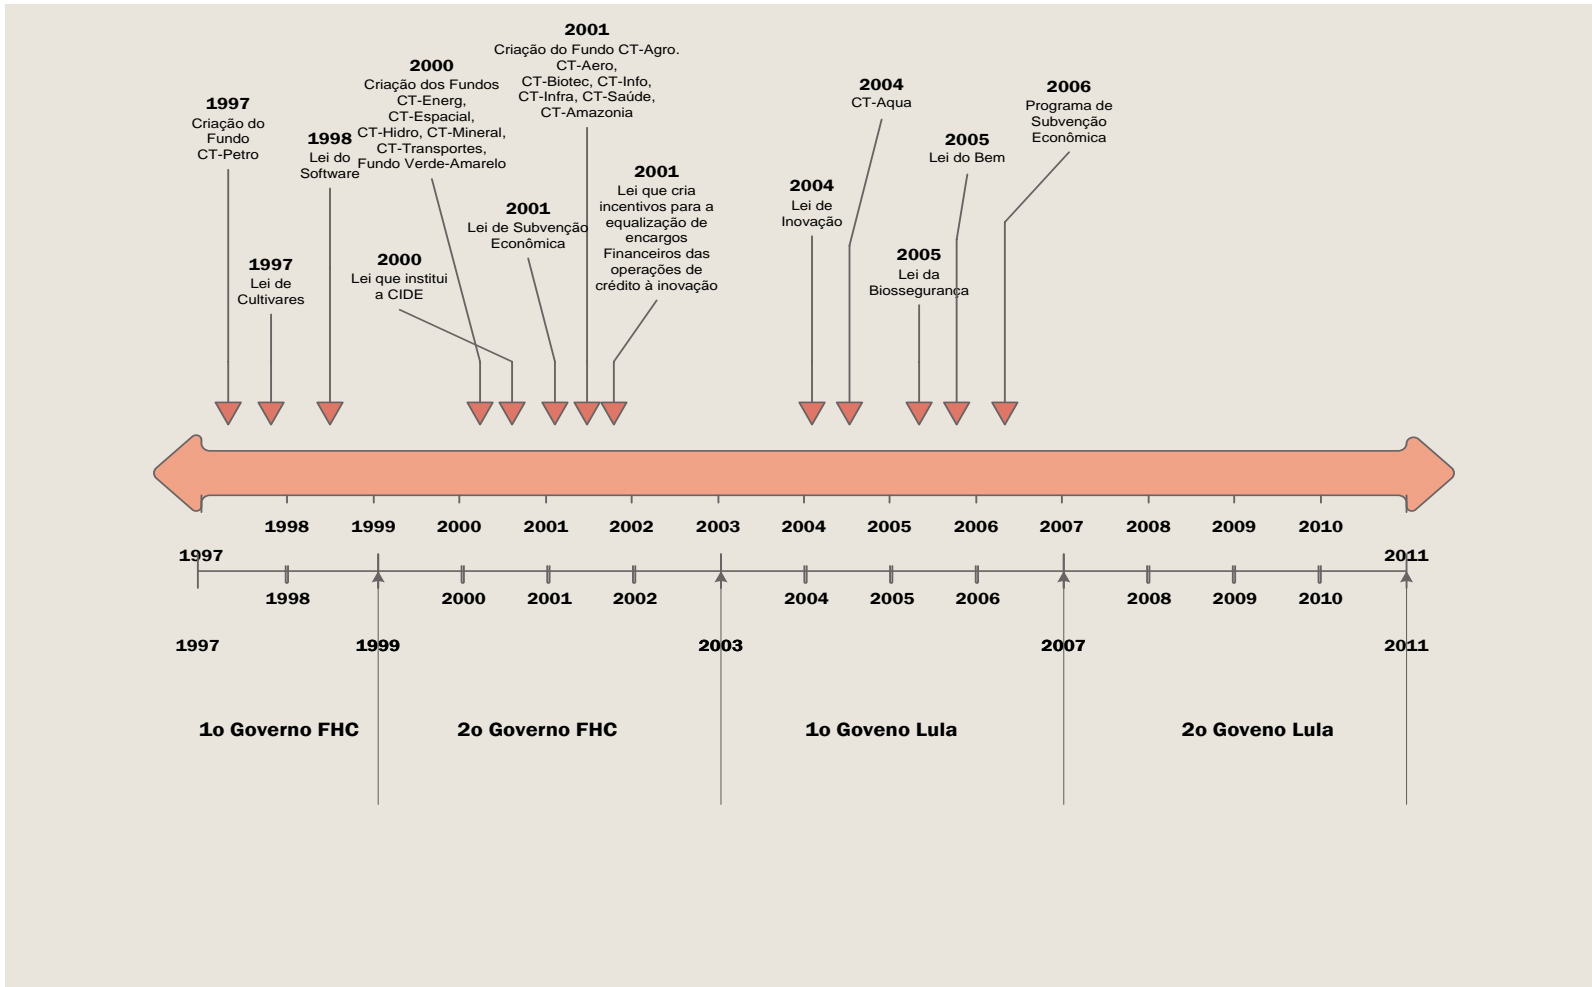 1997
Criação do
Fundo
CT-Petro
1997
Lei de
Cultivares
1998
Lei do
Software
2000
Criação dos Fundos
CT-Energ,
CT-Espacial,
CT-Hidro, CT-Mineral,
CT-Transportes,
Fundo Verde-Amarelo
2000
Lei que institui
a CIDE
2001
Lei de Subvenção
Econômica
2001
Criação do Fundo CT-Agro.
CT-Aero,
CT-Biotec, CT-Info,
CT-Infra, CT-Saúde,
CT-Amazonia
2001
Lei que cria
incentivos para a
equalização de
encargos
Financeiros das
operações de
crédito à inovação
2004
Lei de
Inovação
2004
CT-Aqua
2005
Lei da
Biossegurança
2005
Lei do Bem
2006
Programa de
Subvenção
Econômica
1998 1999 2000 2001 2002 2003 2004 2005 2006 2007 2008 2009 2010
1997 2011
1998 2000 2001 2002 2004 2005 2006 2008 2009 2010
1997 1999 2003 2007 2011
1o Governo FHC 2o Governo FHC 1o Goveno Lula 2o Goveno Lula